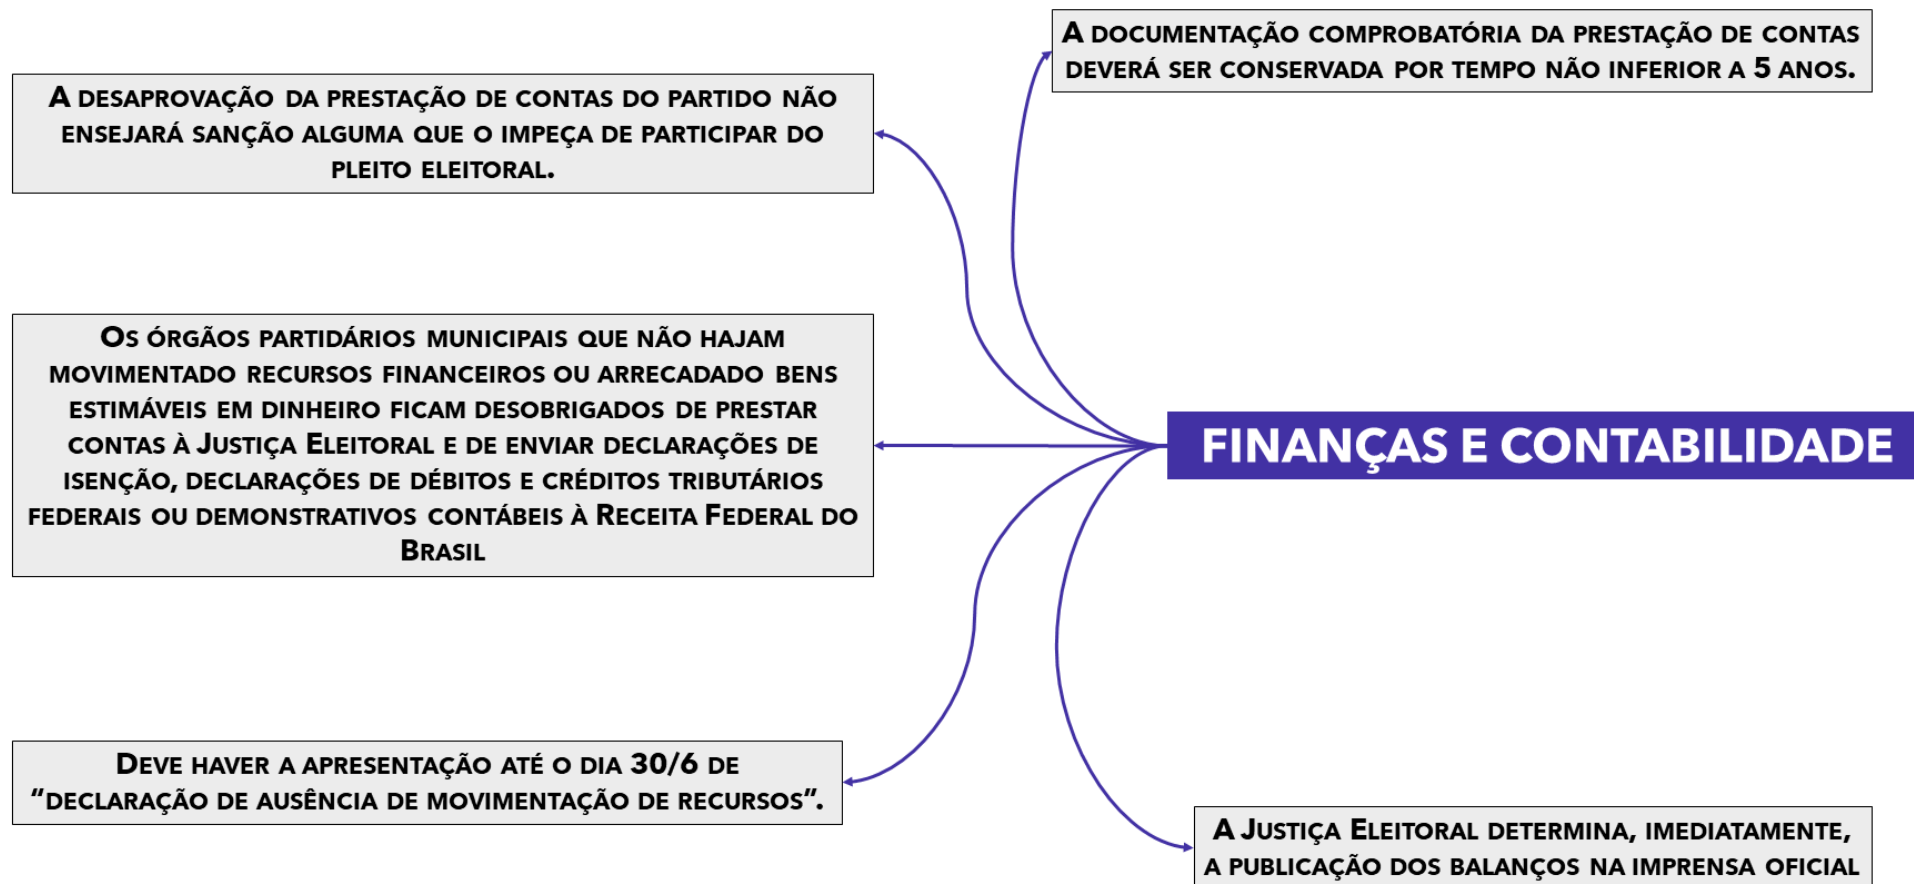 A DOCUMENTAÇÃO COMPROBATÓRIA DA PRESTAÇÃO DE CONTAS
DEVERÁ SER CONSERVADA POR TEMPO NÃO INFERIOR A 5 ANOS.
A DESAPROVAÇÃO DA PRESTAÇÃO DE CONTAS DO PARTIDO NÃO
ENSEJARÁ SANÇÃO ALGUMA QUE O IMPEÇA DE PARTICIPAR DO
PLEITO ELEITORAL.
OS ÓRGÃOS PARTIDÁRIOS MUNICIPAIS QUE NÃO HAJAM
MOVIMENTADO RECURSOS FINANCEIROS OU ARRECADADO BENS
ESTIMÁVEIS EM DINHEIRO FICAM DESOBRIGADOS DE PRESTAR
CONTAS À JUSTIÇA ELEITORAL E DE ENVIAR DECLARAÇÕES DE
ISENÇÃO, DECLARAÇÕES DE DÉBITOS E CRÉDITOS TRIBUTÁRIOS
FEDERAIS OU DEMONSTRATIVOS CONTÁBEIS À RECEITA FEDERAL DO
BRASIL
FINANÇAS E CONTABILIDADE
DEVE HAVER A APRESENTAÇÃO ATÉ O DIA 30/6 DE
“DECLARAÇÃO DE AUSÊNCIA DE MOVIMENTAÇÃO DE RECURSOS”.
A JUSTIÇA ELEITORAL DETERMINA, IMEDIATAMENTE,
A PUBLICAÇÃO DOS BALANÇOS NA IMPRENSA OFICIAL